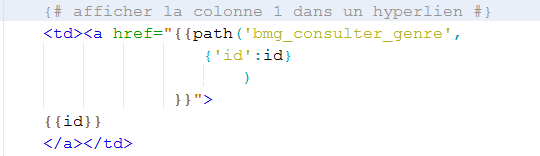 {# afficher la colonne 1 dans un hyperlien #}
<td><a href="{{path('bmg_consulter_genre',
{'id':id}
)
}}">
{{id}}
</a></td>